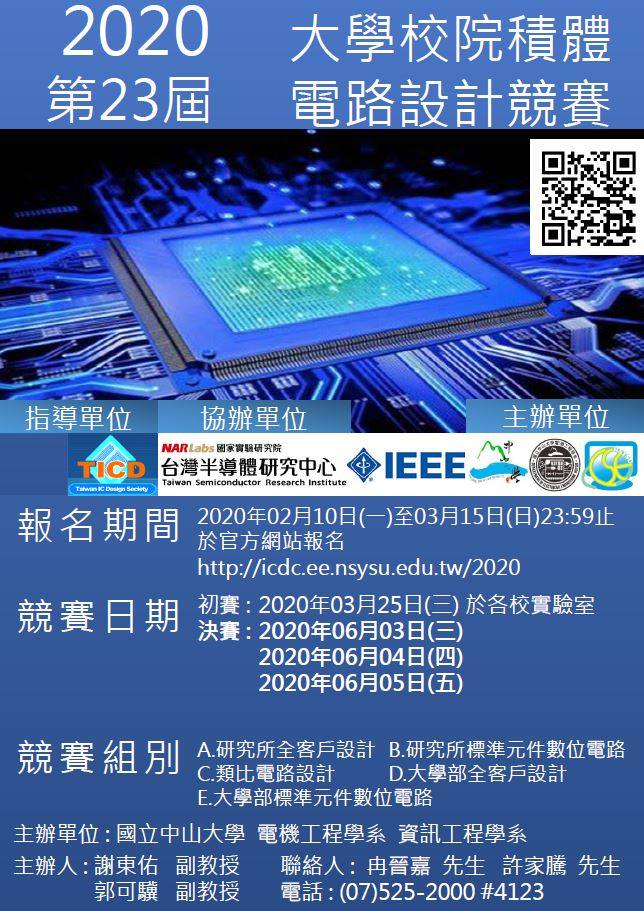 2020
第23屆
大學校院積體
電路設計競賽
指導單位
協辦單位
主辦單位
TICD
Taiwan IC Design Society
NARLabs 國家實驗研究院
台灣半導體研究中心
Taiwan Semiconductor Research Institute
IEEE
報名期間
2020年02月10日(一)至03月15日(日)23:59止
於官方網站報名
http://icdc.ee.nsysu.edu.tw/2020
競賽日期
初賽 : 2020年03月25日(三) 於各校實驗室
決賽 : 2020年06月03日(三)
2020年06月04日(四)
2020年06月05日(五)
競賽組別
A.研究所全客戶設計 B.研究所標準元件數位電路
C.類比電路設計 D.大學部全客戶設計
E.大學部標準元件數位電路
主辦單位 : 國立中山大學 電機工程學系 資訊工程學系
主辦人 : 謝東佑 副教授 聯絡人 : 冉晉嘉 先生 許家騰 先生
郭可驥 副教授 電話 : (07)525-2000 #4123